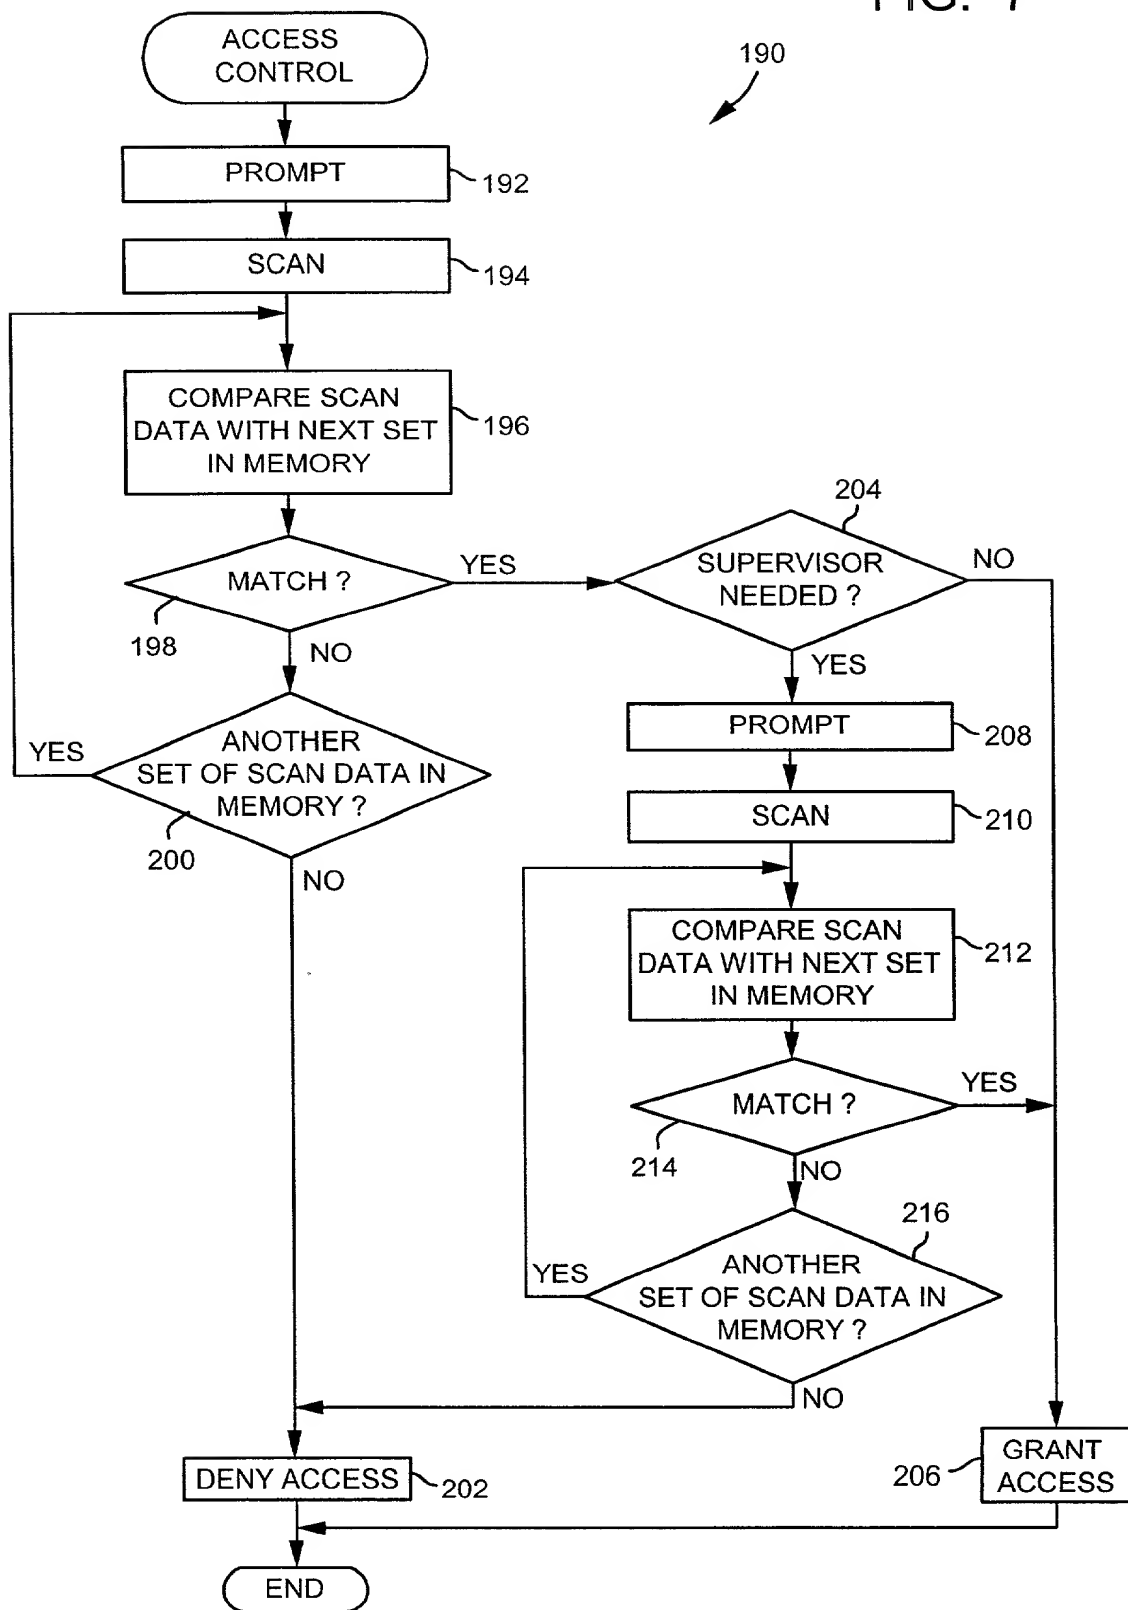 190
ACCESS
CONTROL
PROMPT
192
SCAN
194
COMPARE SCAN
DATA WITH NEXT SET
IN MEMORY
196
MATCH ?
198
YES
NO
SUPERVISOR
NEEDED ?
204
NO
YES
ANOTHER
SET OF SCAN DATA IN
MEMORY ?
200
YES
NO
PROMPT
208
SCAN
210
COMPARE SCAN
DATA WITH NEXT SET
IN MEMORY
212
MATCH ?
214
YES
NO
ANOTHER
SET OF SCAN DATA IN
MEMORY ?
216
YES
NO
DENY ACCESS
202
GRANT
ACCESS
206
END